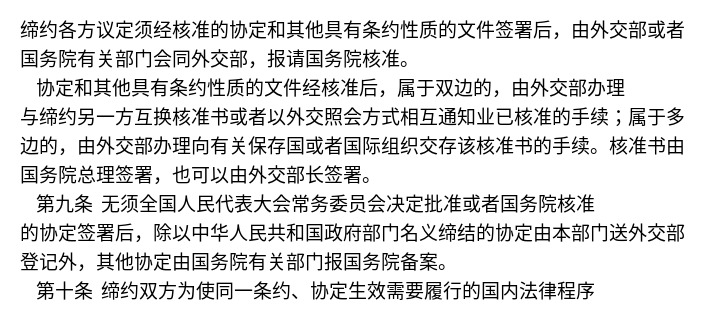 缔约各方议定须经核准的协定和其他具有条约性质的文件签署后，由外交部或者
国务院有关部门会同外交部，报请国务院核准。
协定和其他具有条约性质的文件经核准后，属于双边的，由外交部办理
与缔约另一方互换核准书或者以外交照会方式相互通知业已核准的手续；属于多
边的，由外交部办理向有关保存国或者国际组织交存该核准书的手续。核准书由
国务院总理签署，也可以由外交部长签署。
第九条 无须全国人民代表大会常务委员会决定批准或者国务院核准
的协定签署后，除以中华人民共和国政府部门名义缔结的协定由本部门送外交部
登记外，其他协定由国务院有关部门报国务院备案。
第十条 缔约双方为使同一条约、协定生效需要履行的国内法律程序